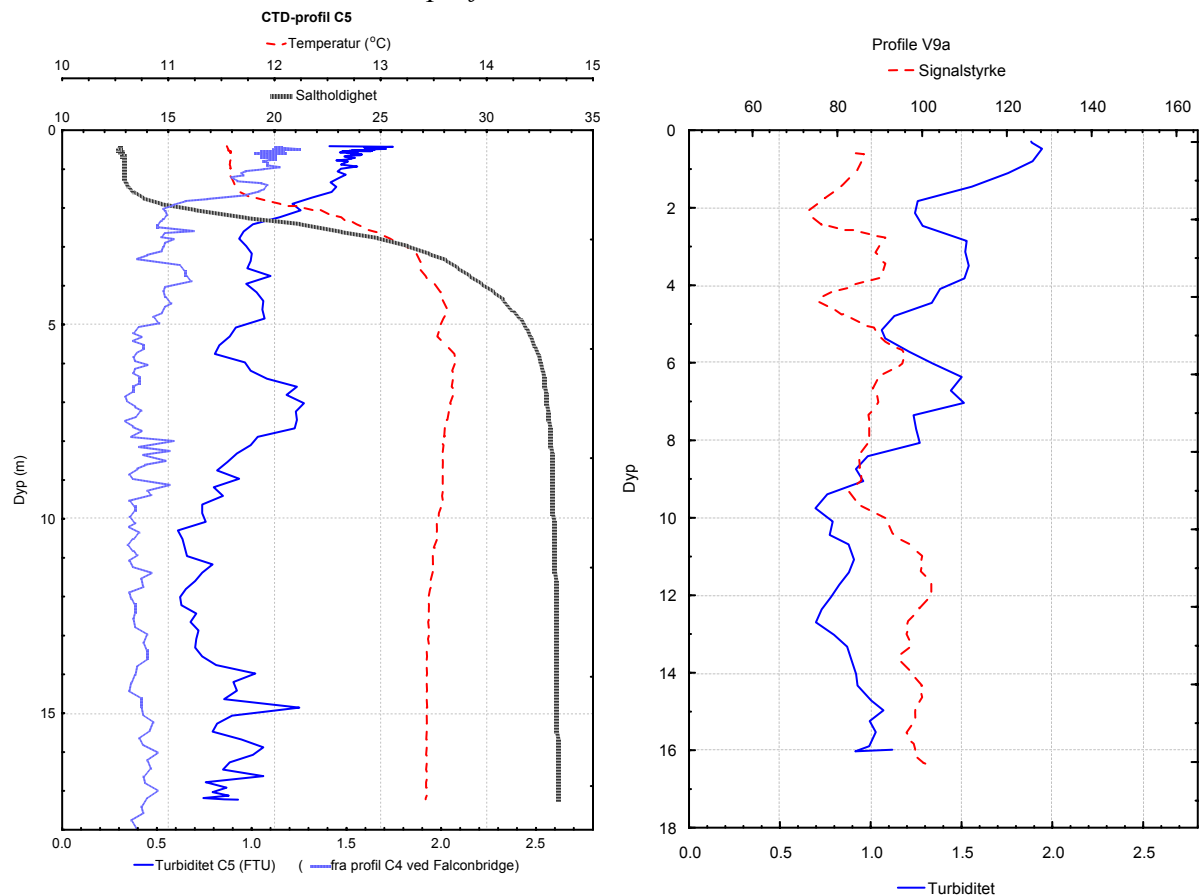 CTD-profil C5
Temperatur (°C)
10 11 12 13 14 15
Saltholdighet
10 15 20 25 30 35
0
5
10
15
Dyp (m)
0.0 0.5 1.0 1.5 2.0 2.5
Turbiditet C5 (FTU) ( fra profil C4 ved Falconbridge)
Profile V9a
Signalstyrke
60 80 100 120 140 160
0
2
4
6
8
10
12
14
16
18
Dyp
0.0 0.5 1.0 1.5 2.0 2.5
Turbiditet